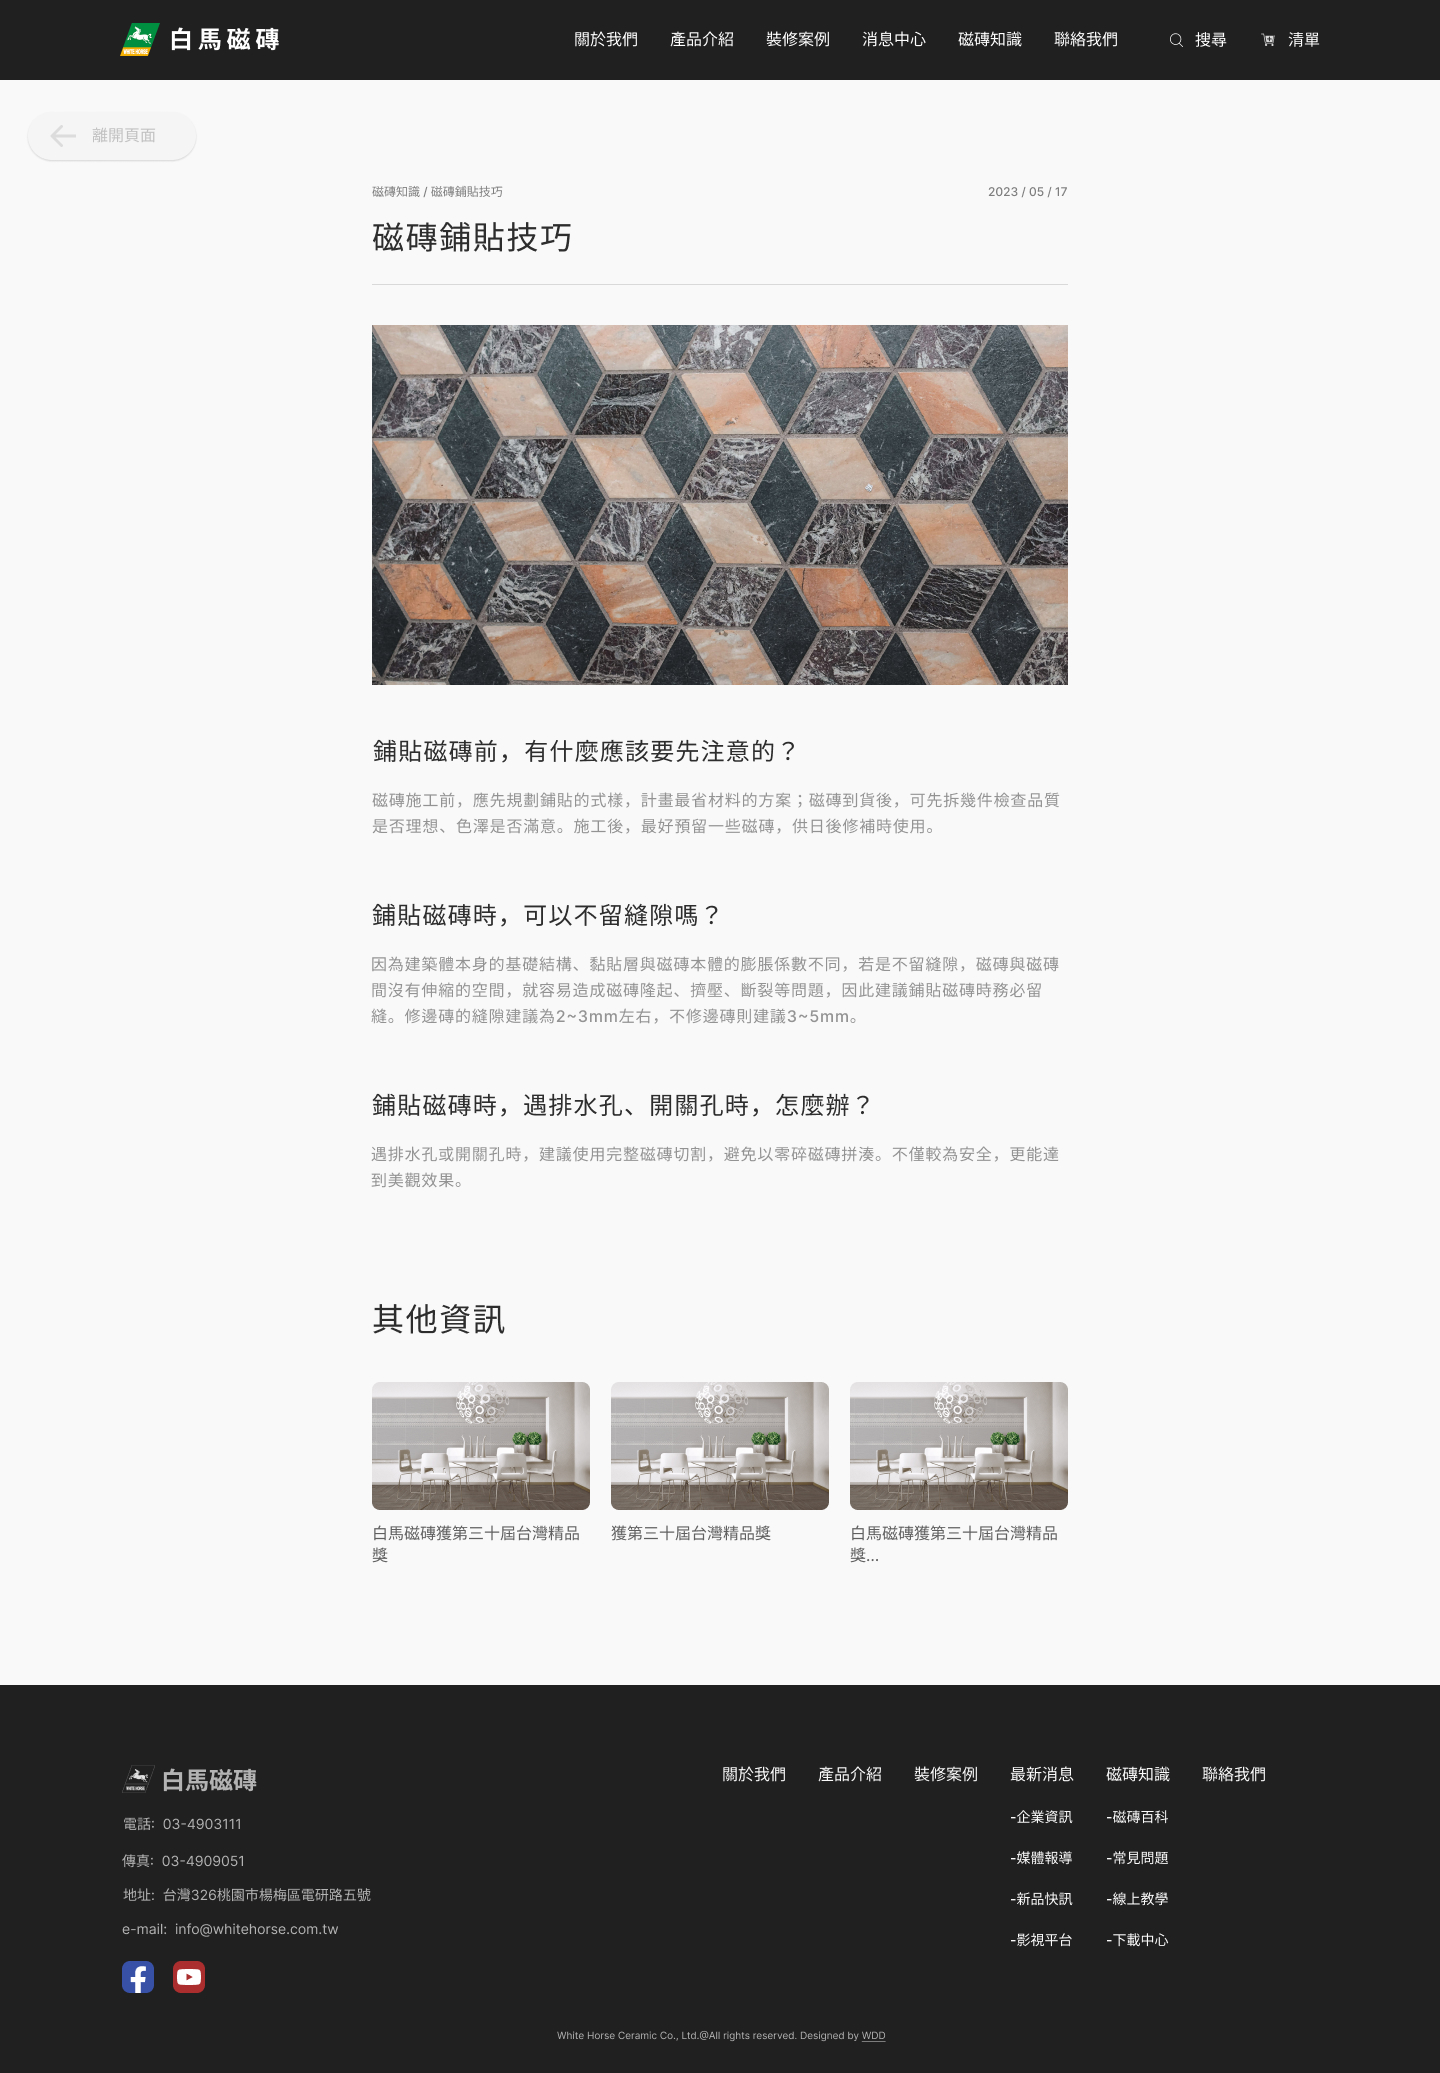 WHITE HORSE 白馬磁磚
關於我們 產品介紹 裝修案例 消息中心 磁磚知識 聯絡我們 搜尋 清單
離開頁面
磁磚知識 / 磁磚鋪貼技巧 2023 / 05 / 17
磁磚鋪貼技巧
鋪貼磁磚前，有什麼應該要先注意的？
磁磚施工前，應先規劃鋪貼的式樣，計畫最省材料的方案；磁磚到貨後，可先拆幾件檢查品質
是否理想、色澤是否滿意。施工後，最好預留一些磁磚，供日後修補時使用。
鋪貼磁磚時，可以不留縫隙嗎？
因為建築體本身的基礎結構、黏貼層與磁磚本體的膨脹係數不同，若是不留縫隙，磁磚與磁磚
間沒有伸縮的空間，就容易造成磁磚隆起、擠壓、斷裂等問題，因此建議鋪貼磁磚時務必留
縫。修邊磚的縫隙建議為2~3mm左右，不修邊磚則建議3~5mm。
鋪貼磁磚時，遇排水孔、開關孔時，怎麼辦？
遇排水孔或開關孔時，建議使用完整磁磚切割，避免以零碎磁磚拼湊。不僅較為安全，更能達
到美觀效果。
其他資訊
白馬磁磚獲第三十屆台灣精品
獎
獲第三十屆台灣精品獎
白馬磁磚獲第三十屆台灣精品
獎...
WHITE HORSE 白馬磁磚
電話: 03-4903111
傳真: 03-4909051
地址: 台灣326桃園市楊梅區電研路五號
e-mail: info@whitehorse.com.tw
關於我們 產品介紹 裝修案例 最新消息 磁磚知識 聯絡我們
-企業資訊 -磁磚百科
-媒體報導 -常見問題
-新品快訊 -線上教學
-影視平台 -下載中心
White Horse Ceramic Co., Ltd.@All rights reserved. Designed by WDD